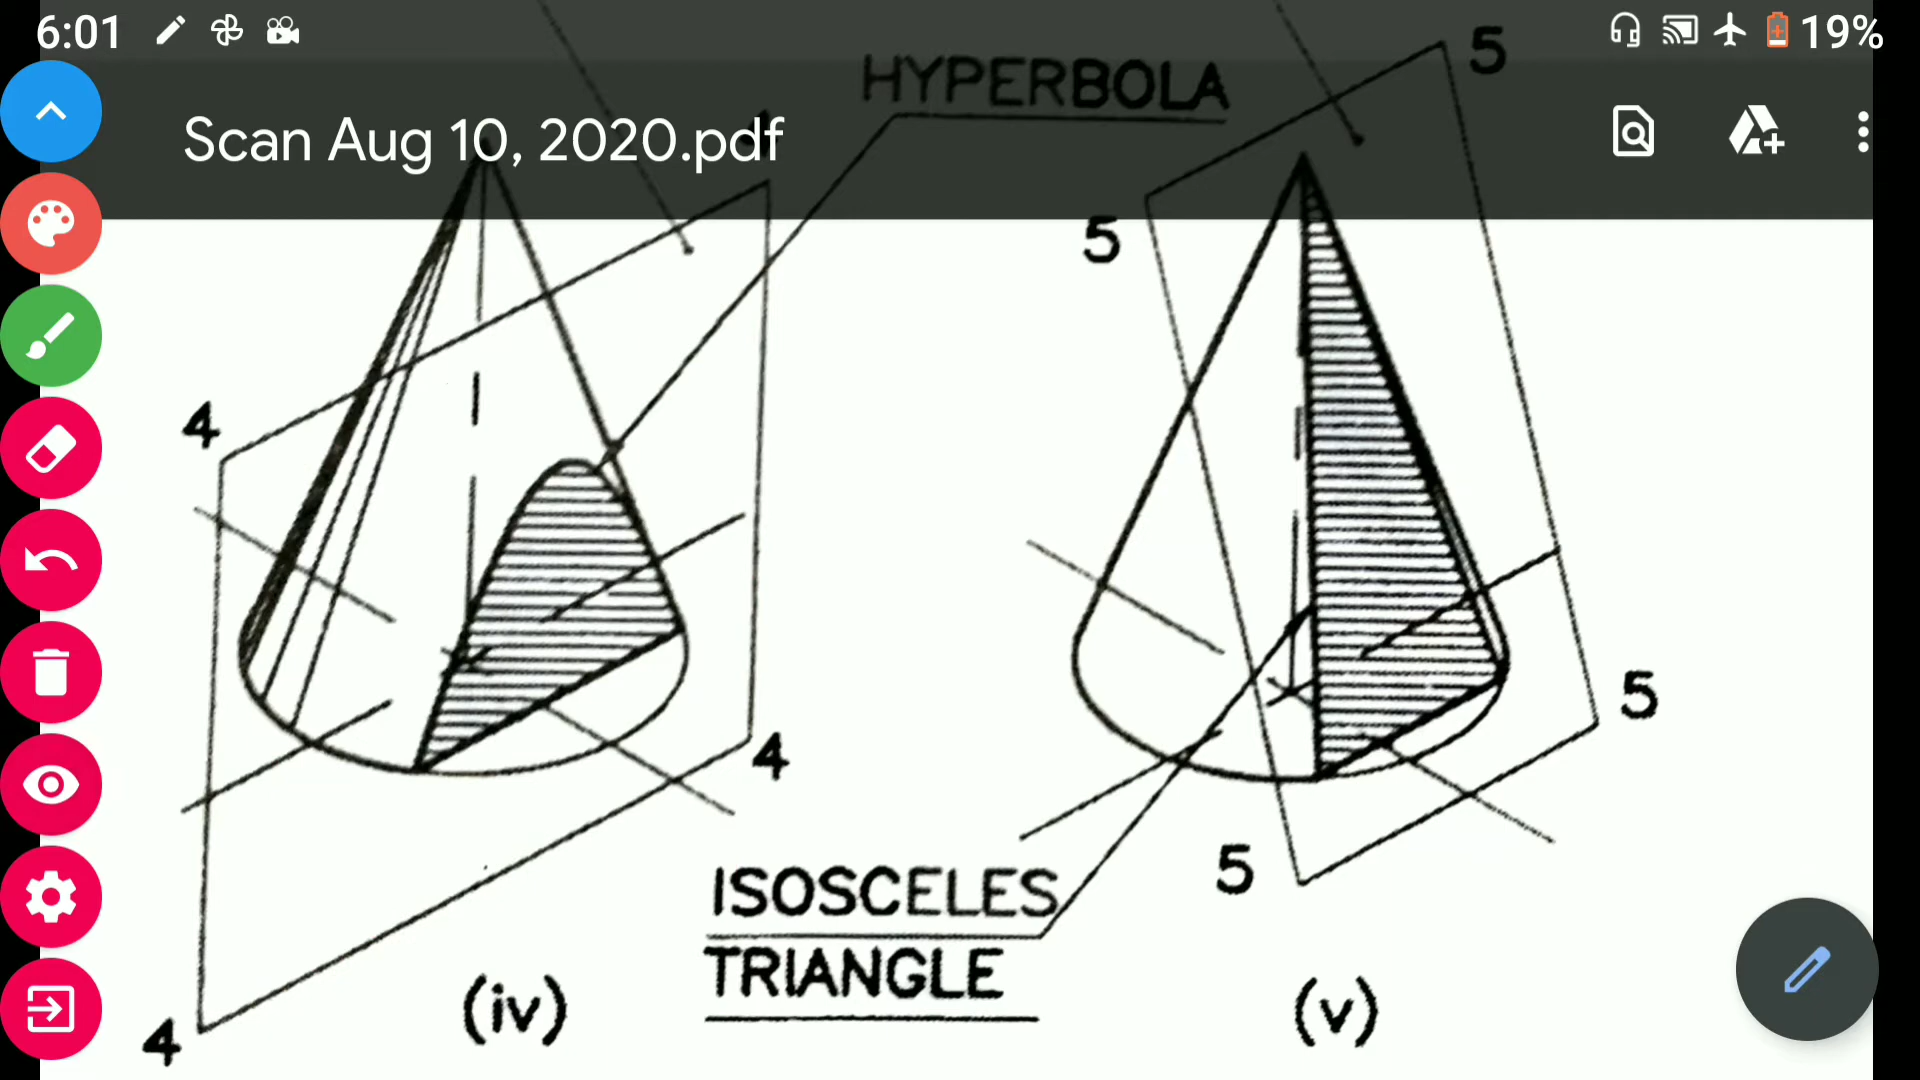 6:01
19%
Scan Aug 10, 2020.pdf
HYPERBOLA
4
4
4
4
5
5
5
5
ISOSCELES
TRIANGLE
(iv)
(v)